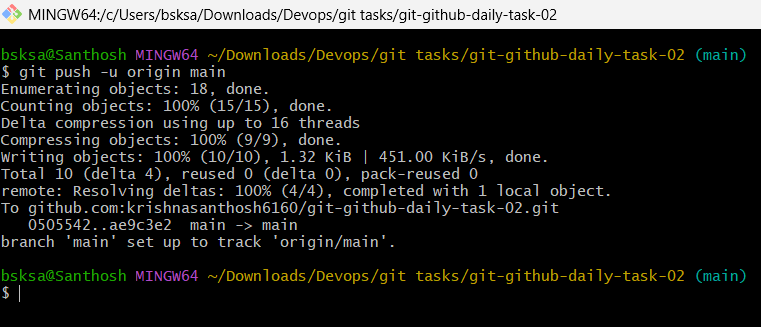 MINGW64:/c/Users/bsksa/Downloads/Devops/git tasks/git-github-daily-task-02
bsksa@Santhosh MINGW64 ~/Downloads/Devops/git tasks/git-github-daily-task-02 (main)
$ git push -u origin main
Enumerating objects: 18, done.
Counting objects: 100% (15/15), done.
Delta compression using up to 16 threads
Compressing objects: 100% (9/9), done.
Writing objects: 100% (10/10), 1.32 KiB | 451.00 KiB/s, done.
Total 10 (delta 4), reused 0 (delta 0), pack-reused 0
remote: Resolving deltas: 100% (4/4), completed with 1 local object.
To github.com:krishnasanthosh6160/git-github-daily-task-02.git
   0505542..ae9c3e2  main -> main
branch 'main' set up to track 'origin/main'.
bsksa@Santhosh MINGW64 ~/Downloads/Devops/git tasks/git-github-daily-task-02 (main)
$